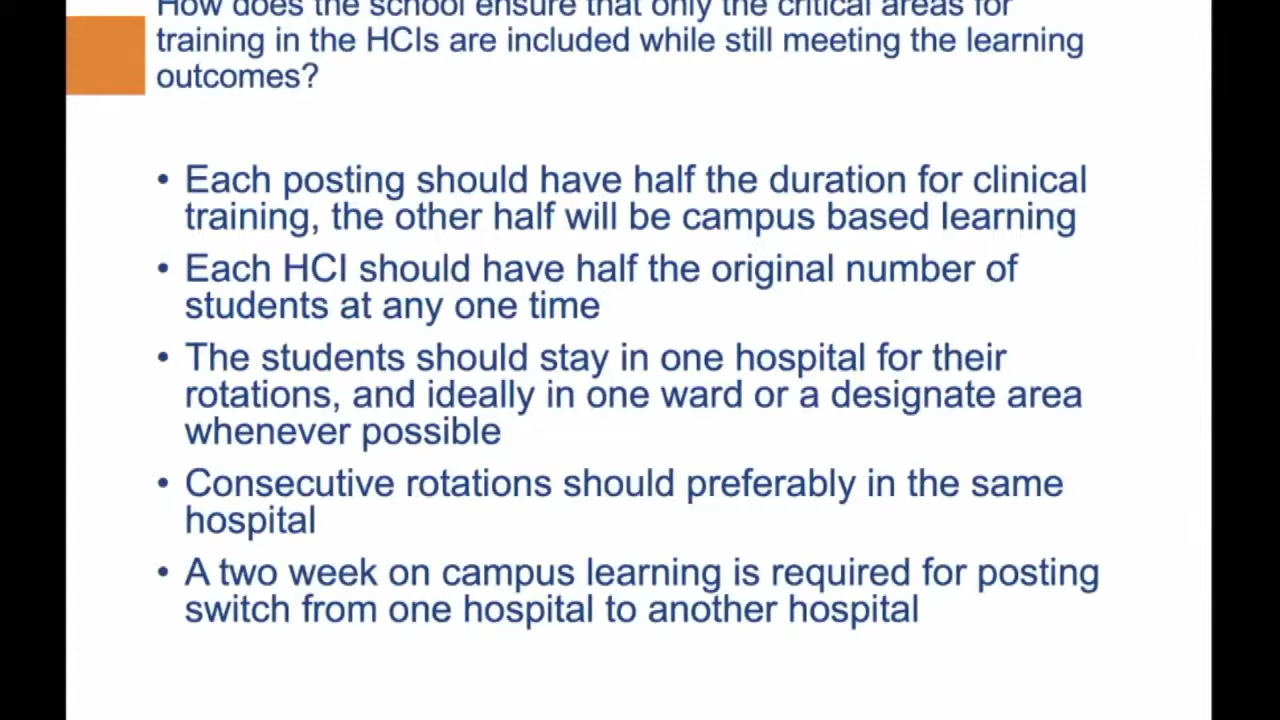 How does the school ensure that only the critical areas for
training in the HCIs are included while still meeting the learning
outcomes?
• Each posting should have half the duration for clinical
training, the other half will be campus based learning
• Each HCI should have half the original number of
students at any one time
• The students should stay in one hospital for their
rotations, and ideally in one ward or a designate area
whenever possible
• Consecutive rotations should preferably in the same
hospital
• A two week on campus learning is required for posting
switch from one hospital to another hospital